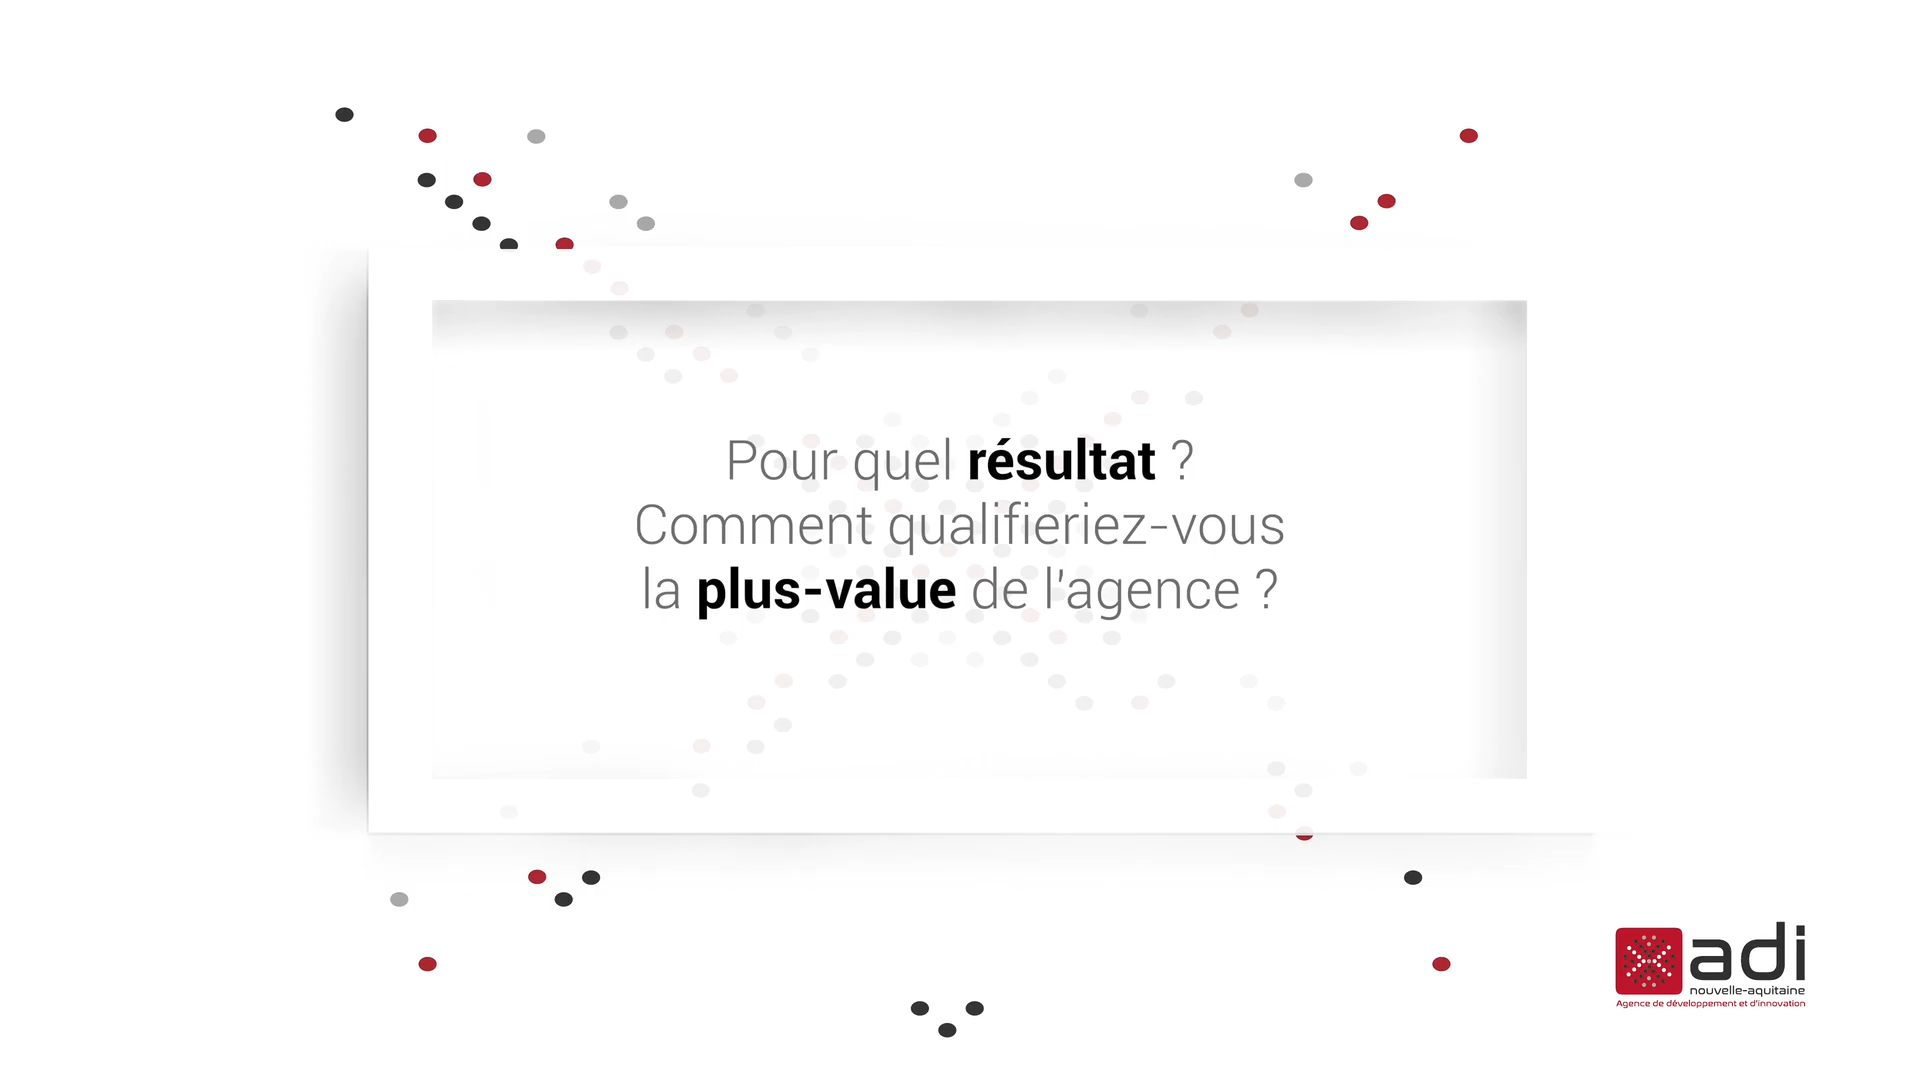 Pour quel résultat ?
Comment qualifieriez-vous
la plus-value de l'agence ?
adi
nouvelle-aquitaine
Agence de développement et d'innovation